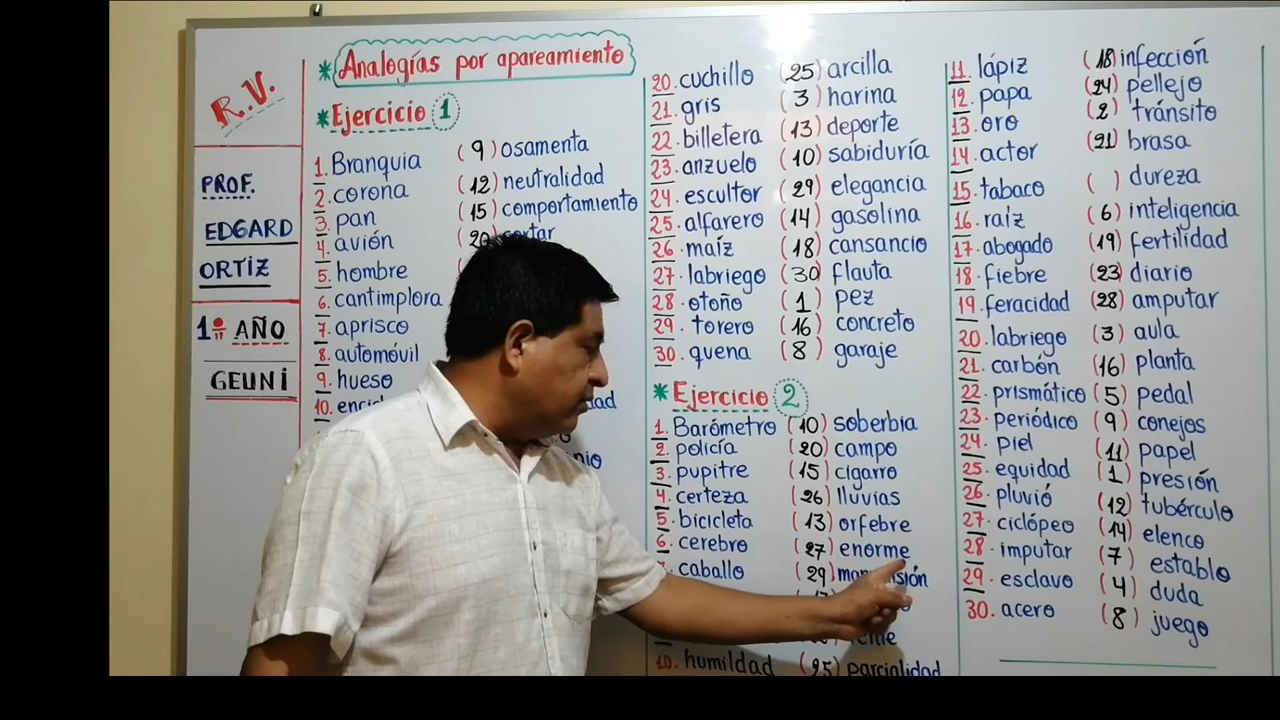 R.V.
PROF.
EDGARD
ORTIZ
1er AÑO
GEUNI
* Analogías por apareamiento
* Ejercicio 1
1. Branquia (9) osamenta
2. corona (12) neutralidad
3. pan (15) comportamiento
4. avión (20) cortar
5. hombre
6. cantimplora
7. aprisco
8. automóvil
9. hueso
10.
20. cuchillo (25) arcilla
21. gris (3) harina
22. billetera (13) deporte
23. anzuelo (10) sabiduría
24. escultor (29) elegancia
25. alfarero (14) gasolina
26. maíz (18) cansancio
27. labriego (30) flauta
28. otoño (1) pez
29. torero (16) concreto
30. quena (8) garaje
* Ejercicio 2
1. Barómetro (10) soberbia
2. policía (20) campo
3. pupitre (15) cigarro
4. certeza (26) lluvias
5. bicicleta (13) orfebre
6. cerebro (27) enorme
7. caballo (29)
10. humildad (25) parcialidad
11. lápiz (18) infección
12. papa (24) pellejo
13. oro (2) tránsito
14. actor (21) brasa
15. tabaco ( ) dureza
16. raíz (6) inteligencia
17. abogado (19) fertilidad
18. fiebre (23) diario
19. feracidad (28) amputar
20. labriego (3) aula
21. carbón (16) planta
22. prismático (5) pedal
23. periódico (9) conejos
24. piel (11) papel
25. equidad (1) presión
26. pluvió (12) tubérculo
27. ciclópeo (14) elenco
28. imputar (7) establo
29. esclavo (4) duda
30. acero (8) juego